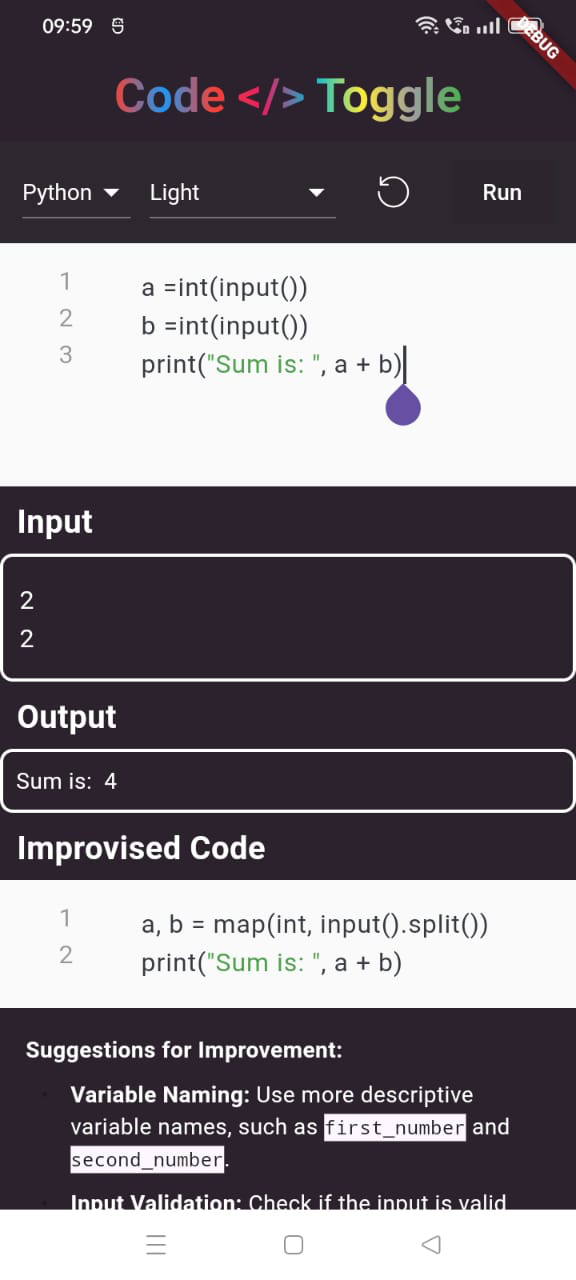 09:59
DEBUG
Code </> Toggle
Python Light Run
1 a =int(input())
2 b =int(input())
3 print("Sum is: ", a + b)
Input
2
2
Output
Sum is:  4
Improvised Code
1 a, b = map(int, input().split())
2 print("Sum is: ", a + b)
Suggestions for Improvement:
Variable Naming: Use more descriptive
variable names, such as first_number and
second_number.
Input Validation: Check if the input is valid